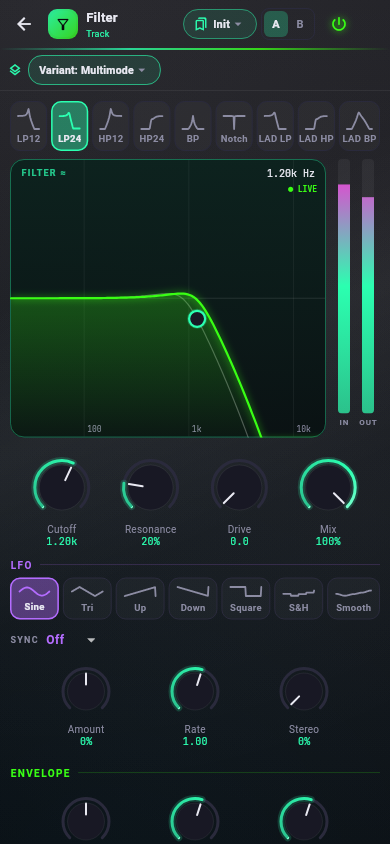 Filter
Track
Init
A B
Variant: Multimode
LP12 LP24 HP12 HP24 BP Notch LAD LP LAD HP LAD BP
FILTER
1.20k Hz
LIVE
100 1k 10k
IN OUT
Cutoff Resonance Drive Mix
1.20k 20% 0.0 100%
LFO
Sine Tri Up Down Square S&H Smooth
SYNC Off
Amount Rate Stereo
0% 1.00 0%
ENVELOPE